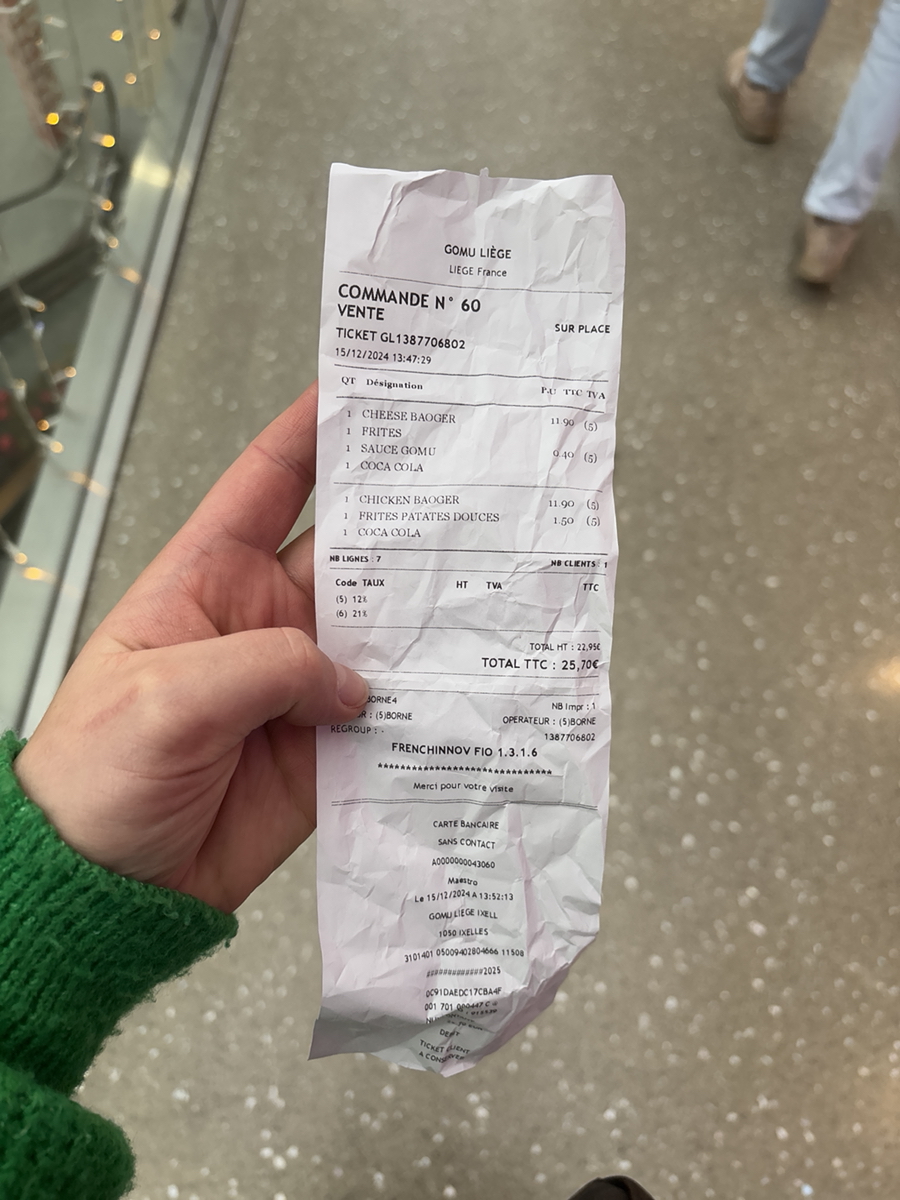 GOMU LIÈGE
LIEGE France
COMMANDE N° 60
VENTE
SUR PLACE
TICKET GL1387706802
15/12/2024 13:47:29
QT Désignation P.U TTC TVA
1 CHEESE BAOGER 11.90 (5)
1 FRITES
1 SAUCE GOMU 0.40 (5)
1 COCA COLA
1 CHICKEN BAOGER 11.90 (5)
1 FRITES PATATES DOUCES 1.50 (5)
1 COCA COLA
NB LIGNES : 7 NB CLIENTS : 1
Code TAUX HT TVA TTC
(5) 12%
(6) 21%
TOTAL HT : 22,95€
TOTAL TTC : 25,70€
BORNE4 NB Impr : 1
: (5)BORNE OPERATEUR : (5)BORNE
REGROUP : - 1387706802
FRENCHINNOV FIO 1.3.1.6
*****************************
Merci pour votre visite
CARTE BANCAIRE
SANS CONTACT
A0000000043060
Maestro
Le 15/12/2024 A 13:52:13
GOMU LIEGE IXELL
1050 IXELLES
3101401 05009402804666 11508
############2025
0C91DAEDC17CBA4F
001 701
TICKET CLIENT